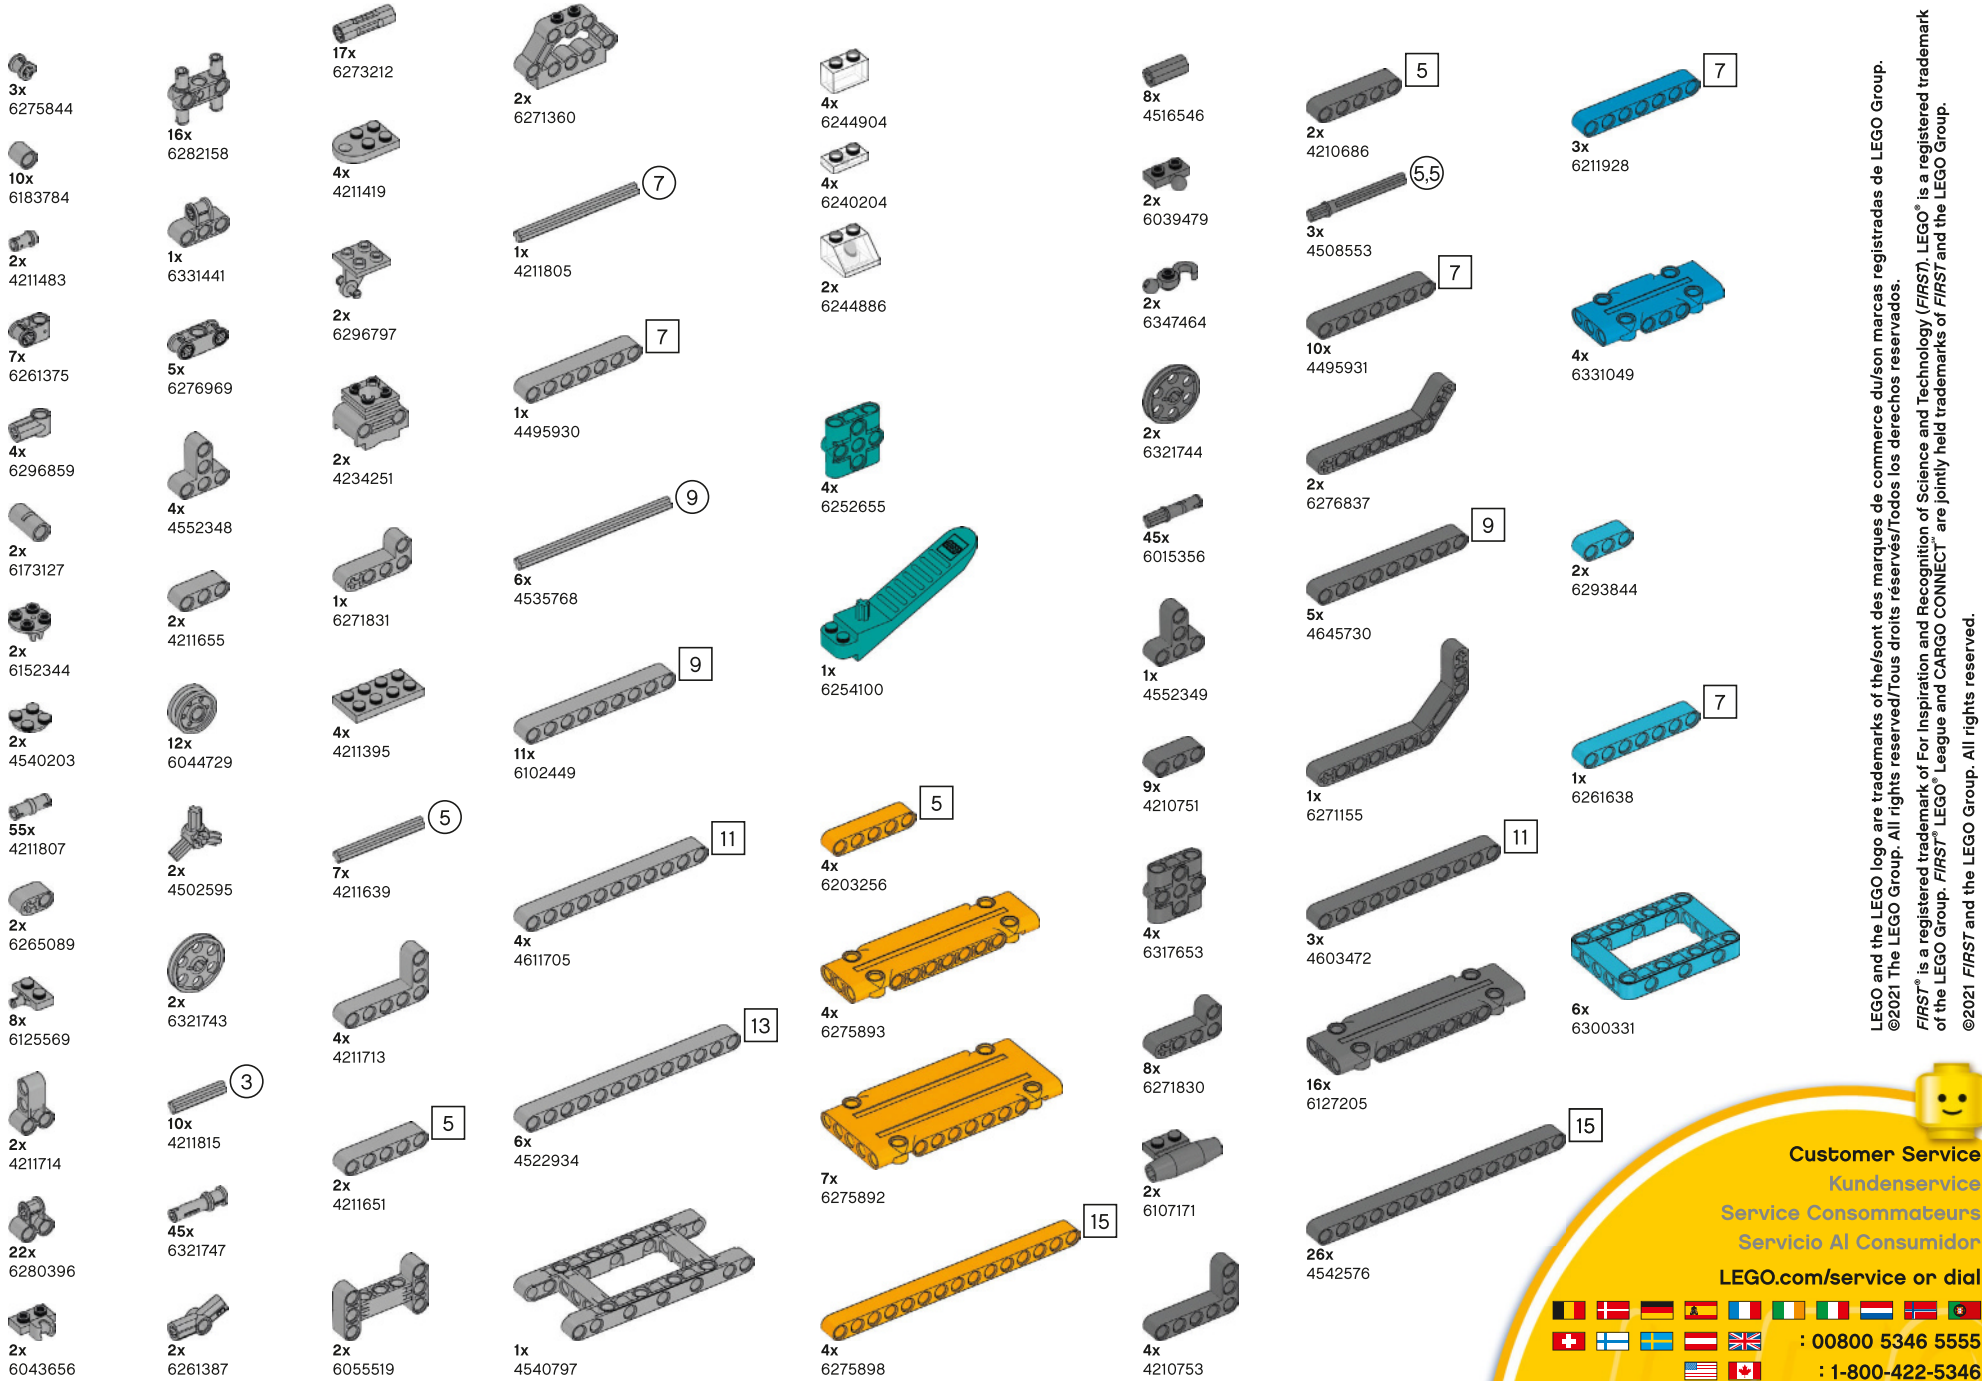 3x
6275844
10x
6183784
2x
4211483
7x
6261375
4x
6296859
2x
6173127
2x
6152344
2x
4540203
55x
4211807
2x
6265089
8x
6125569
2x
4211714
22x
6280396
2x
6043656
16x
6282158
1x
6331441
5x
6276969
4x
4552348
2x
4211655
12x
6044729
2x
4502595
2x
6321743
3
10x
4211815
45x
6321747
2x
6261387
17x
6273212
4x
4211419
2x
6296797
2x
4234251
1x
6271831
4x
4211395
5
7x
4211639
4x
4211713
5
2x
4211651
2x
6055519
2x
6271360
7
1x
4211805
7
1x
4495930
9
6x
4535768
9
11x
6102449
11
4x
4611705
13
6x
4522934
1x
4540797
4x
6244904
4x
6240204
2x
6244886
4x
6252655
1x
6254100
5
4x
6203256
4x
6275893
7x
6275892
15
4x
6275898
8x
4516546
2x
6039479
2x
6347464
2x
6321744
45x
6015356
1x
4552349
9x
4210751
4x
6317653
8x
6271830
2x
6107171
4x
4210753
5
2x
4210686
5,5
3x
4508553
7
10x
4495931
2x
6276837
9
5x
4645730
1x
6271155
11
3x
4603472
16x
6127205
15
26x
4542576
7
3x
6211928
4x
6331049
2x
6293844
7
1x
6261638
6x
6300331
LEGO and the LEGO logo are trademarks of the/sont des marques de commerce du/son marcas registradas de LEGO Group.
©2021 The LEGO Group. All rights reserved/Tous droits réservés/Todos los derechos reservados.
FIRST® is a registered trademark of For Inspiration and Recognition of Science and Technology (FIRST). LEGO® is a registered trademark
of the LEGO Group. FIRST® LEGO® League and CARGO CONNECT℠ are jointly held trademarks of FIRST and the LEGO Group.
©2021 FIRST and the LEGO Group. All rights reserved.
Customer Service
Kundenservice
Service Consommateurs
Servicio Al Consumidor
LEGO.com/service or dial
: 00800 5346 5555
: 1-800-422-5346